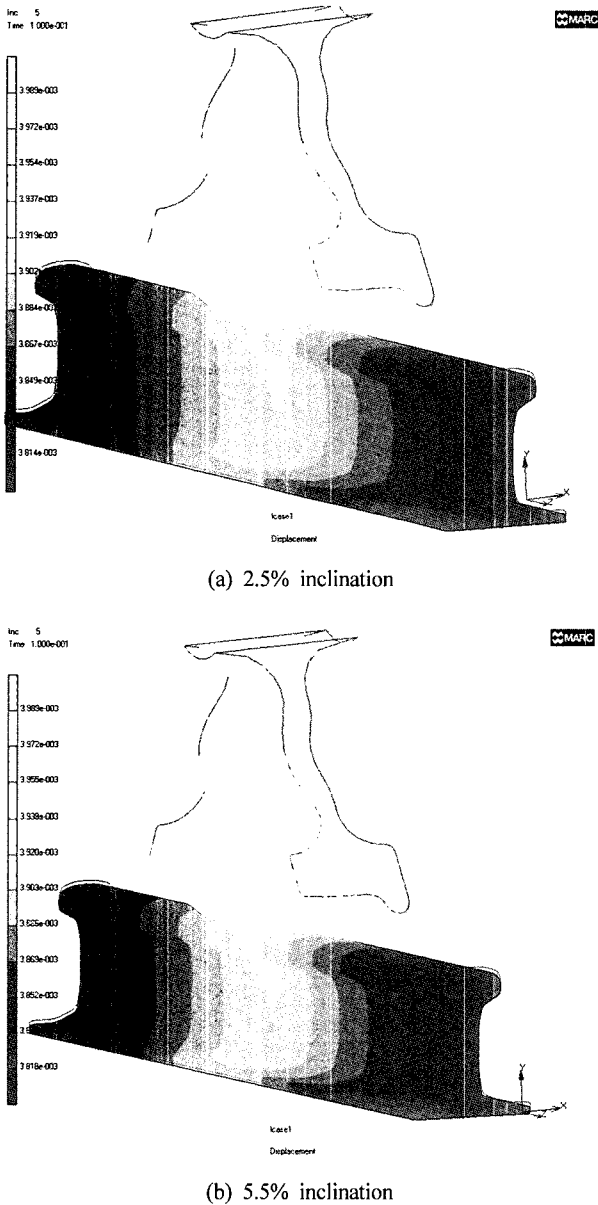 Inc 5
Time 1.000e-001
MARC
3.989e-003
3.972e-003
3.954e-003
3.937e-003
3.919e-003
3.902e-003
3.884e-003
3.867e-003
3.849e-003
3.814e-003
Y
X
lcase1
Displacement
(a) 2.5% inclination
Inc 5
Time 1.000e-001
MARC
3.989e-003
3.972e-003
3.955e-003
3.938e-003
3.920e-003
3.903e-003
3.852e-003
3.818e-003
Y
X
lcase1
Displacement
(b) 5.5% inclination